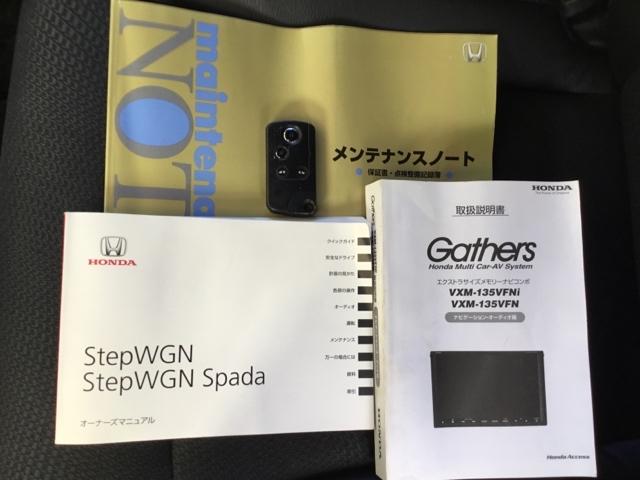 maintenan
NOT
メンテナンスノート
保証書・点検整備記録簿
HONDA
StepWGN
StepWGN Spada
オーナーズマニュアル
クイックガイド
安全なドライブ
計器の見かた
各部の操作
オーディオ
運転
メンテナンス
万一の場合には
資料
索引
HONDA
The Power of Dreams
取扱説明書
Gathers
Honda Multi Car-AV System
エクストラサイズメモリーナビコンポ
VXM-135VFNi
VXM-135VFN
ナビゲーション・オーディオ編
Honda Access